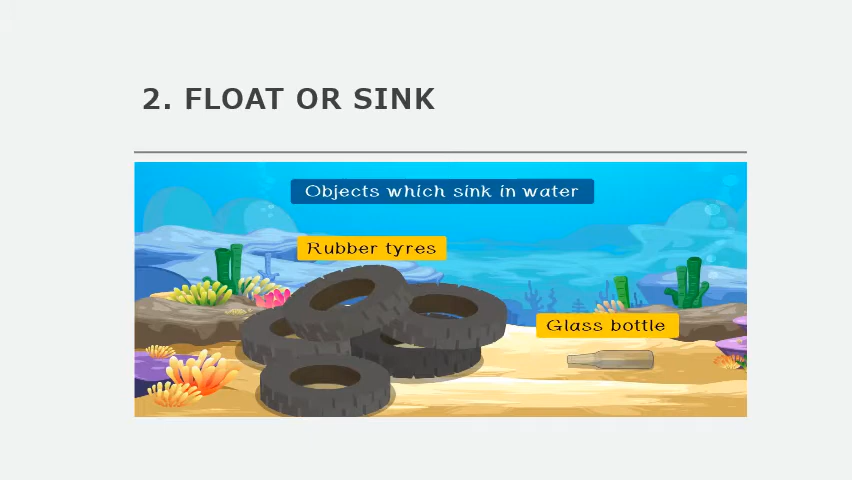 2. FLOAT OR SINK
Objects which sink in water
Rubber tyres
Glass bottle